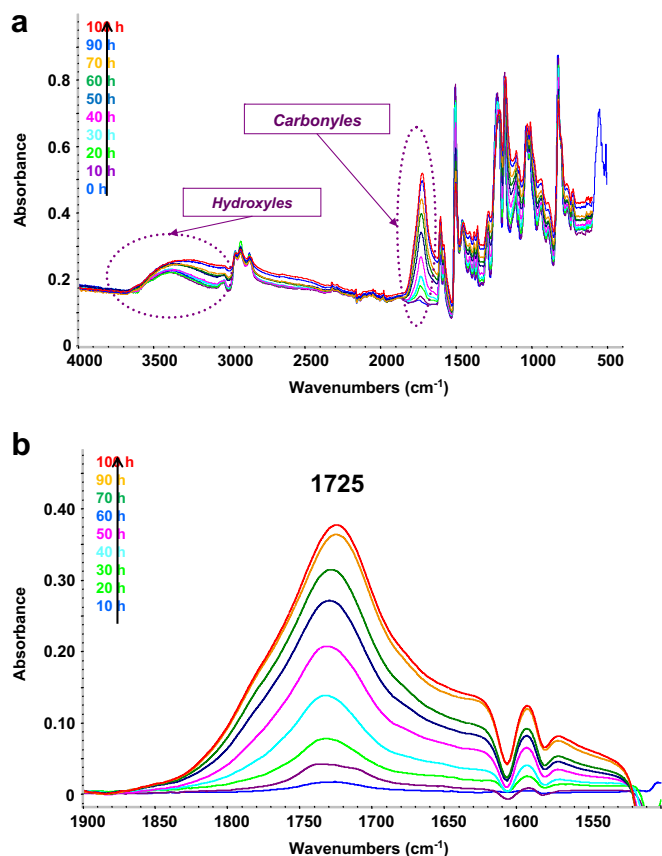 a
100 h
90 h
70 h
60 h
50 h
40 h
30 h
20 h
10 h
0 h
Carbonyles
Hydroxyles
Absorbance
0.8
0.6
0.4
0.2
0
4000 3500 3000 2500 2000 1500 1000 500
Wavenumbers (cm-1)
b
100 h
90 h
70 h
60 h
50 h
40 h
30 h
20 h
10 h
1725
Absorbance
0.40
0.30
0.20
0.10
0
1900 1850 1800 1750 1700 1650 1600 1550
Wavenumbers (cm-1)